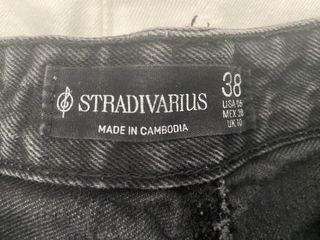 STRADIVARIUS
MADE IN CAMBODIA
38
USA 06
MEX 28
UK 10